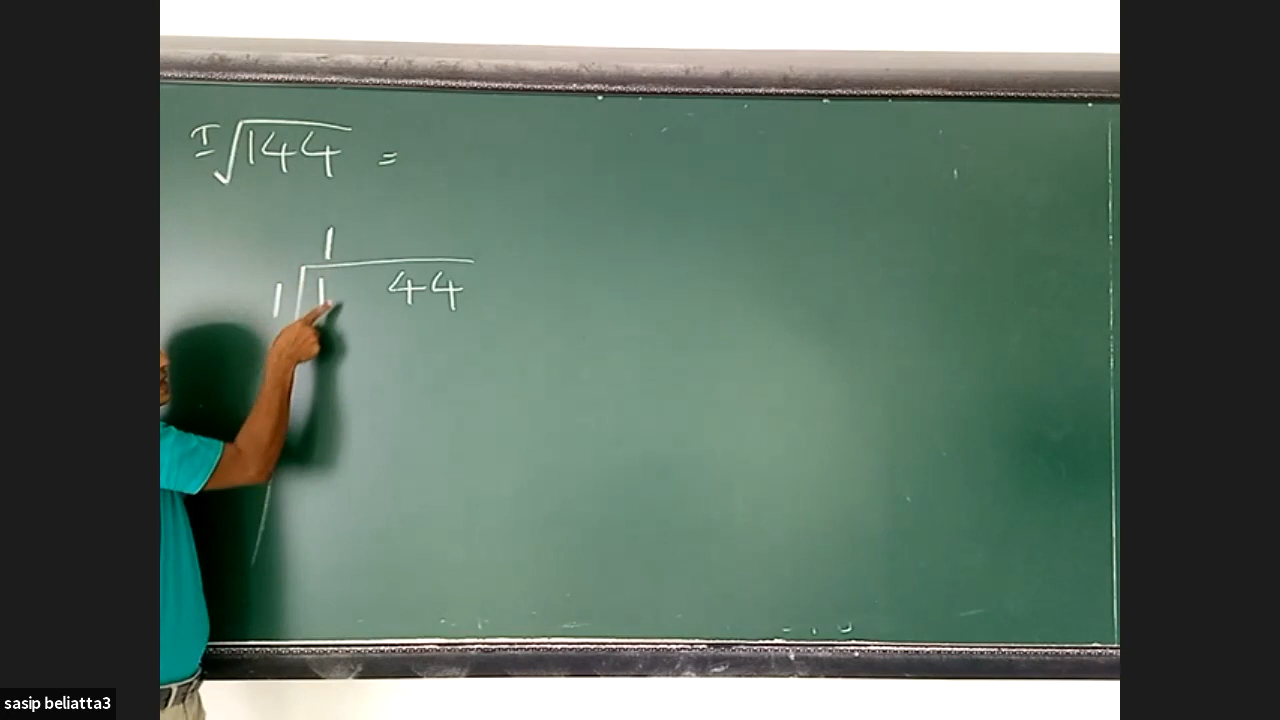 I √144 =
1
1 1 44
sasip beliatta3